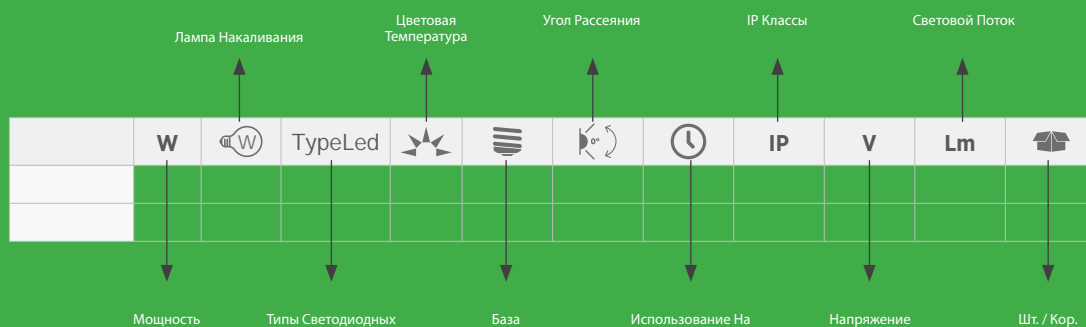 Цветовая
Температура
Угол Рассеяния
IP Классы
Световой Поток
Лампа Накаливания
W
W
TypeLed
0°
IP
V
Lm
Мощность
Типы Светодиодных
База
Использование На
Напряжение
Шт. / Кор.